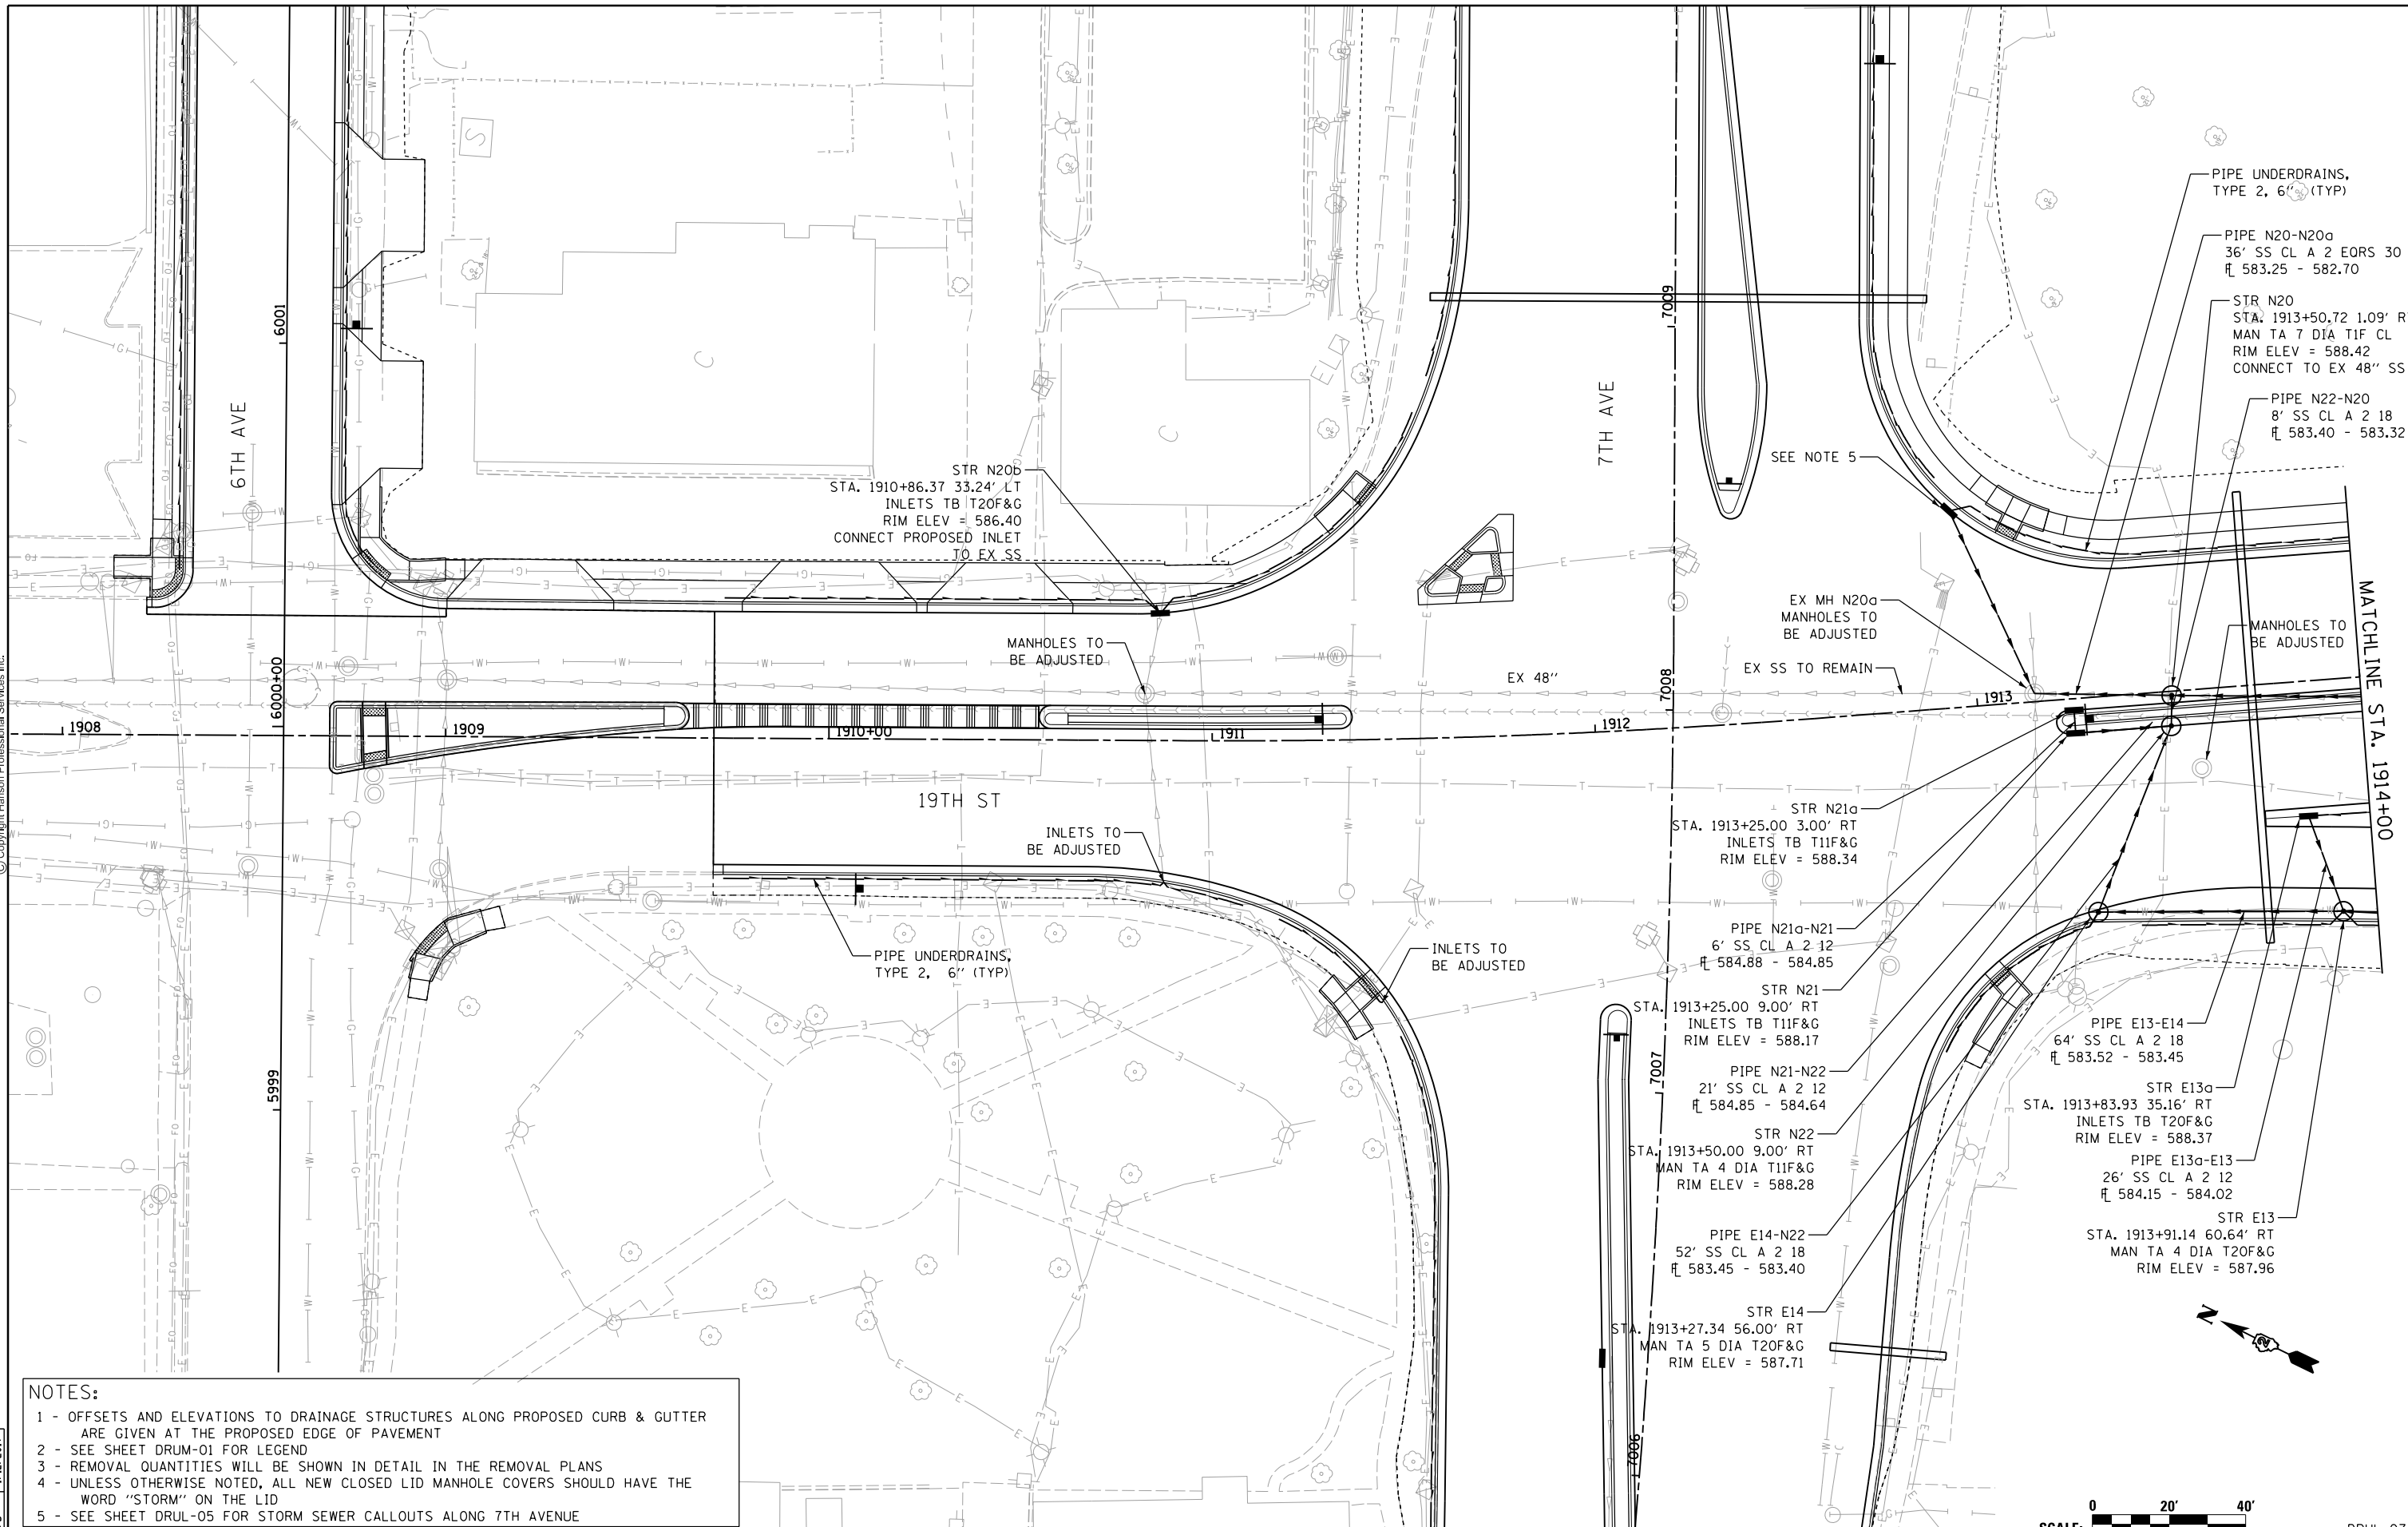 PIPE UNDERDRAINS,
TYPE 2, 6" (TYP)
PIPE N20-N20a
36' SS CL A 2 EQRS 30
FL 583.25 - 582.70
STR N20
STA. 1913+50.72 1.09' R
MAN TA 7 DIA T1F CL
RIM ELEV = 588.42
CONNECT TO EX 48" SS
PIPE N22-N20
8' SS CL A 2 18
FL 583.40 - 583.32
6001
7009
6TH AVE
7TH AVE
S
C
C
SEE NOTE 5
STR N20b
STA. 1910+86.37 33.24' LT
INLETS TB T20F&G
RIM ELEV = 586.40
CONNECT PROPOSED INLET
TO EX SS
EX MH N20a
MANHOLES TO
BE ADJUSTED
MANHOLES TO
BE ADJUSTED
MANHOLES TO
BE ADJUSTED
MATCHLINE STA. 1914+00
EX SS TO REMAIN
EX 48"
6000+00
7008
1908
1909
1910+00
1911
1912
1913
19TH ST
STR N21a
STA. 1913+25.00 3.00' RT
INLETS TB T11F&G
RIM ELEV = 588.34
INLETS TO
BE ADJUSTED
PIPE UNDERDRAINS,
TYPE 2, 6" (TYP)
INLETS TO
BE ADJUSTED
PIPE N21a-N21
6' SS CL A 2 12
FL 584.88 - 584.85
STR N21
STA. 1913+25.00 9.00' RT
INLETS TB T11F&G
RIM ELEV = 588.17
PIPE N21-N22
21' SS CL A 2 12
FL 584.85 - 584.64
STR N22
STA. 1913+50.00 9.00' RT
MAN TA 4 DIA T11F&G
RIM ELEV = 588.28
PIPE E14-N22
52' SS CL A 2 18
FL 583.45 - 583.40
STR E14
STA. 1913+27.34 56.00' RT
MAN TA 5 DIA T20F&G
RIM ELEV = 587.71
PIPE E13-E14
64' SS CL A 2 18
FL 583.52 - 583.45
STR E13a
STA. 1913+83.93 35.16' RT
INLETS TB T20F&G
RIM ELEV = 588.37
PIPE E13a-E13
26' SS CL A 2 12
FL 584.15 - 584.02
STR E13
STA. 1913+91.14 60.64' RT
MAN TA 4 DIA T20F&G
RIM ELEV = 587.96
5999
7007
7006
NOTES:
1 - OFFSETS AND ELEVATIONS TO DRAINAGE STRUCTURES ALONG PROPOSED CURB & GUTTER
ARE GIVEN AT THE PROPOSED EDGE OF PAVEMENT
2 - SEE SHEET DRUM-01 FOR LEGEND
3 - REMOVAL QUANTITIES WILL BE SHOWN IN DETAIL IN THE REMOVAL PLANS
4 - UNLESS OTHERWISE NOTED, ALL NEW CLOSED LID MANHOLE COVERS SHOULD HAVE THE
WORD "STORM" ON THE LID
5 - SEE SHEET DRUL-05 FOR STORM SEWER CALLOUTS ALONG 7TH AVENUE
Z
0 20' 40'